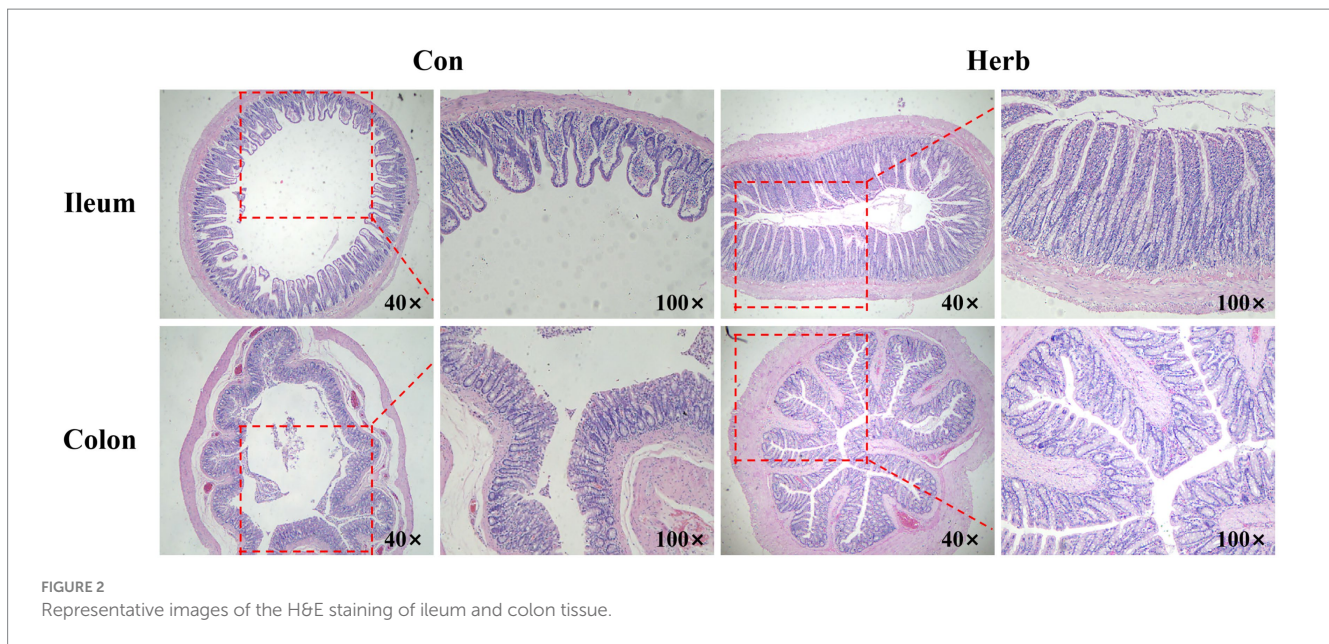 Con
Herb
Ileum
40×
100×
40×
100×
Colon
40×
100×
40×
100×
FIGURE 2
Representative images of the H&E staining of ileum and colon tissue.